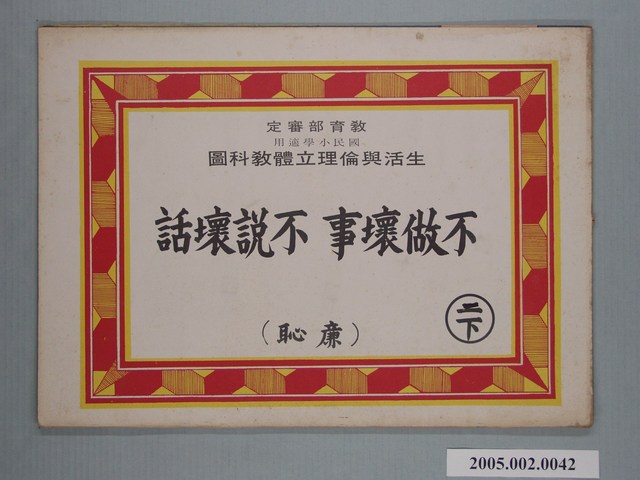 教育部審定
國民小學適用
生活與倫理立體教科圖
不做壞事 不説壞話
二下
(廉恥)
2005.002.0042